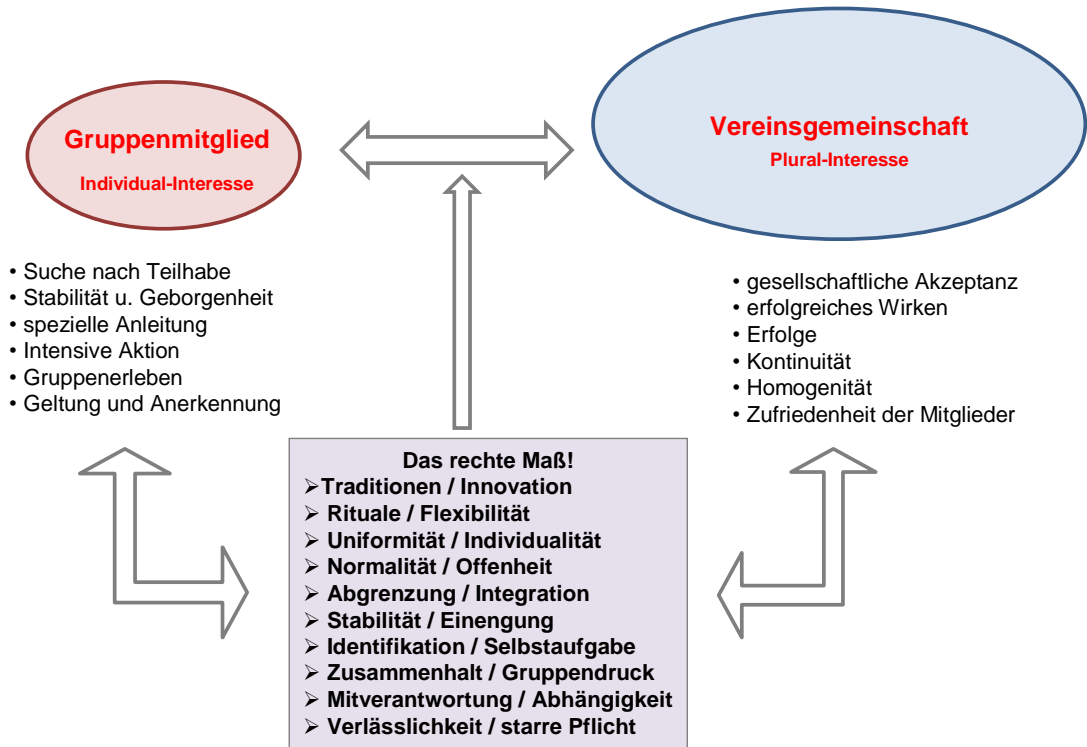 Gruppenmitglied
Individual-Interesse
Vereinsgemeinschaft
Plural-Interesse
• Suche nach Teilhabe
• Stabilität u. Geborgenheit
• spezielle Anleitung
• Intensive Aktion
• Gruppenerleben
• Geltung und Anerkennung
• gesellschaftliche Akzeptanz
• erfolgreiches Wirken
• Erfolge
• Kontinuität
• Homogenität
• Zufriedenheit der Mitglieder
Das rechte Maß!
➢Traditionen / Innovation
➢ Rituale / Flexibilität
➢ Uniformität / Individualität
➢ Normalität / Offenheit
➢ Abgrenzung / Integration
➢ Stabilität / Einengung
➢ Identifikation / Selbstaufgabe
➢ Zusammenhalt / Gruppendruck
➢ Mitverantwortung / Abhängigkeit
➢ Verlässlichkeit / starre Pflicht